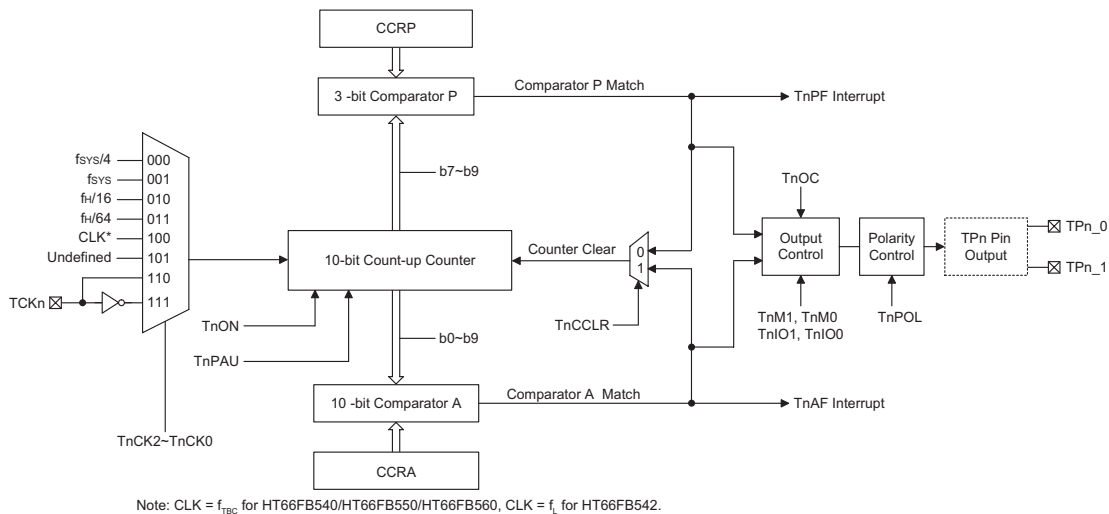 CCRP
3 -bit Comparator P
Comparator P Match
TnPF Interrupt
b7~b9
fSYS/4
000
fSYS
001
fH/16
010
fH/64
011
CLK*
100
Undefined
101
110
TCKn
111
TnCK2~TnCK0
10-bit Count-up Counter
TnON
TnPAU
Counter Clear
0
1
TnCCLR
TnOC
Output
Control
TnM1, TnM0
TnIO1, TnIO0
Polarity
Control
TnPOL
TPn Pin
Output
TPn_0
TPn_1
b0~b9
10 -bit Comparator A
Comparator A Match
TnAF Interrupt
CCRA
Note: CLK = fTBC for HT66FB540/HT66FB550/HT66FB560, CLK = fL for HT66FB542.